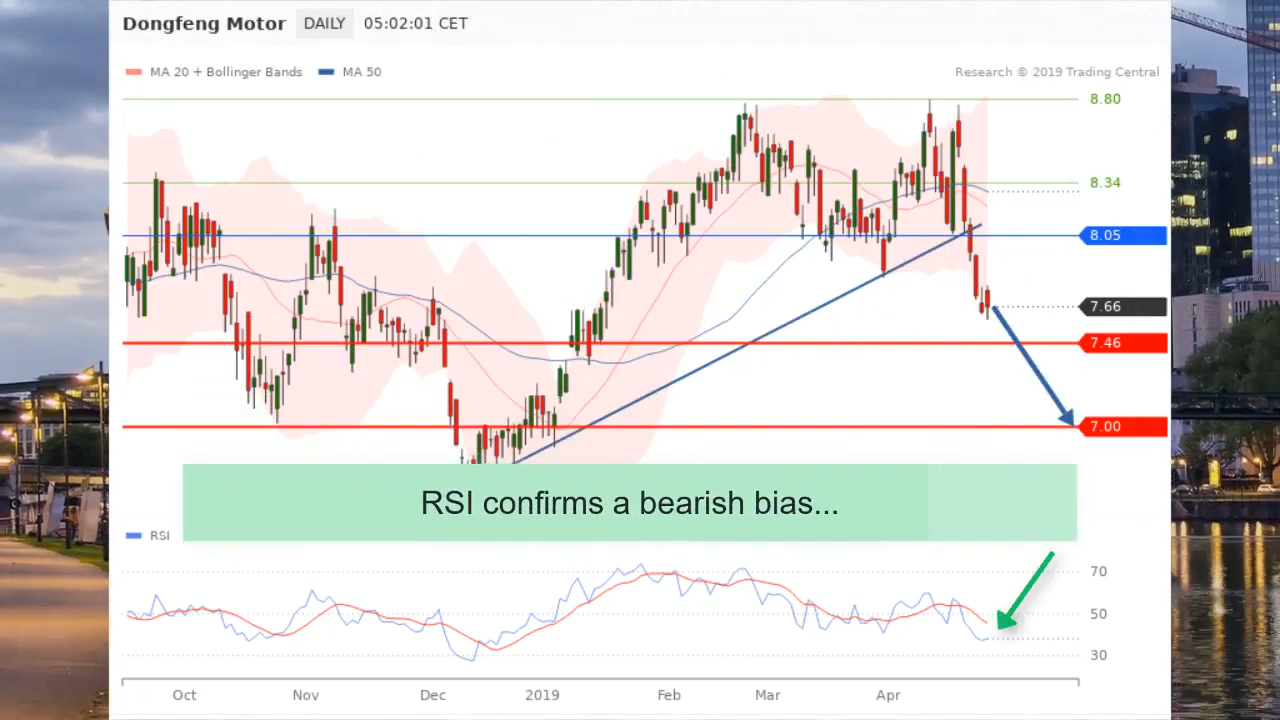 Dongfeng Motor DAILY 05:02:01 CET
MA 20 + Bollinger Bands MA 50 Research © 2019 Trading Central
8.80
8.34
8.05
7.66
7.46
7.00
RSI confirms a bearish bias...
RSI
70
50
30
Oct Nov Dec 2019 Feb Mar Apr